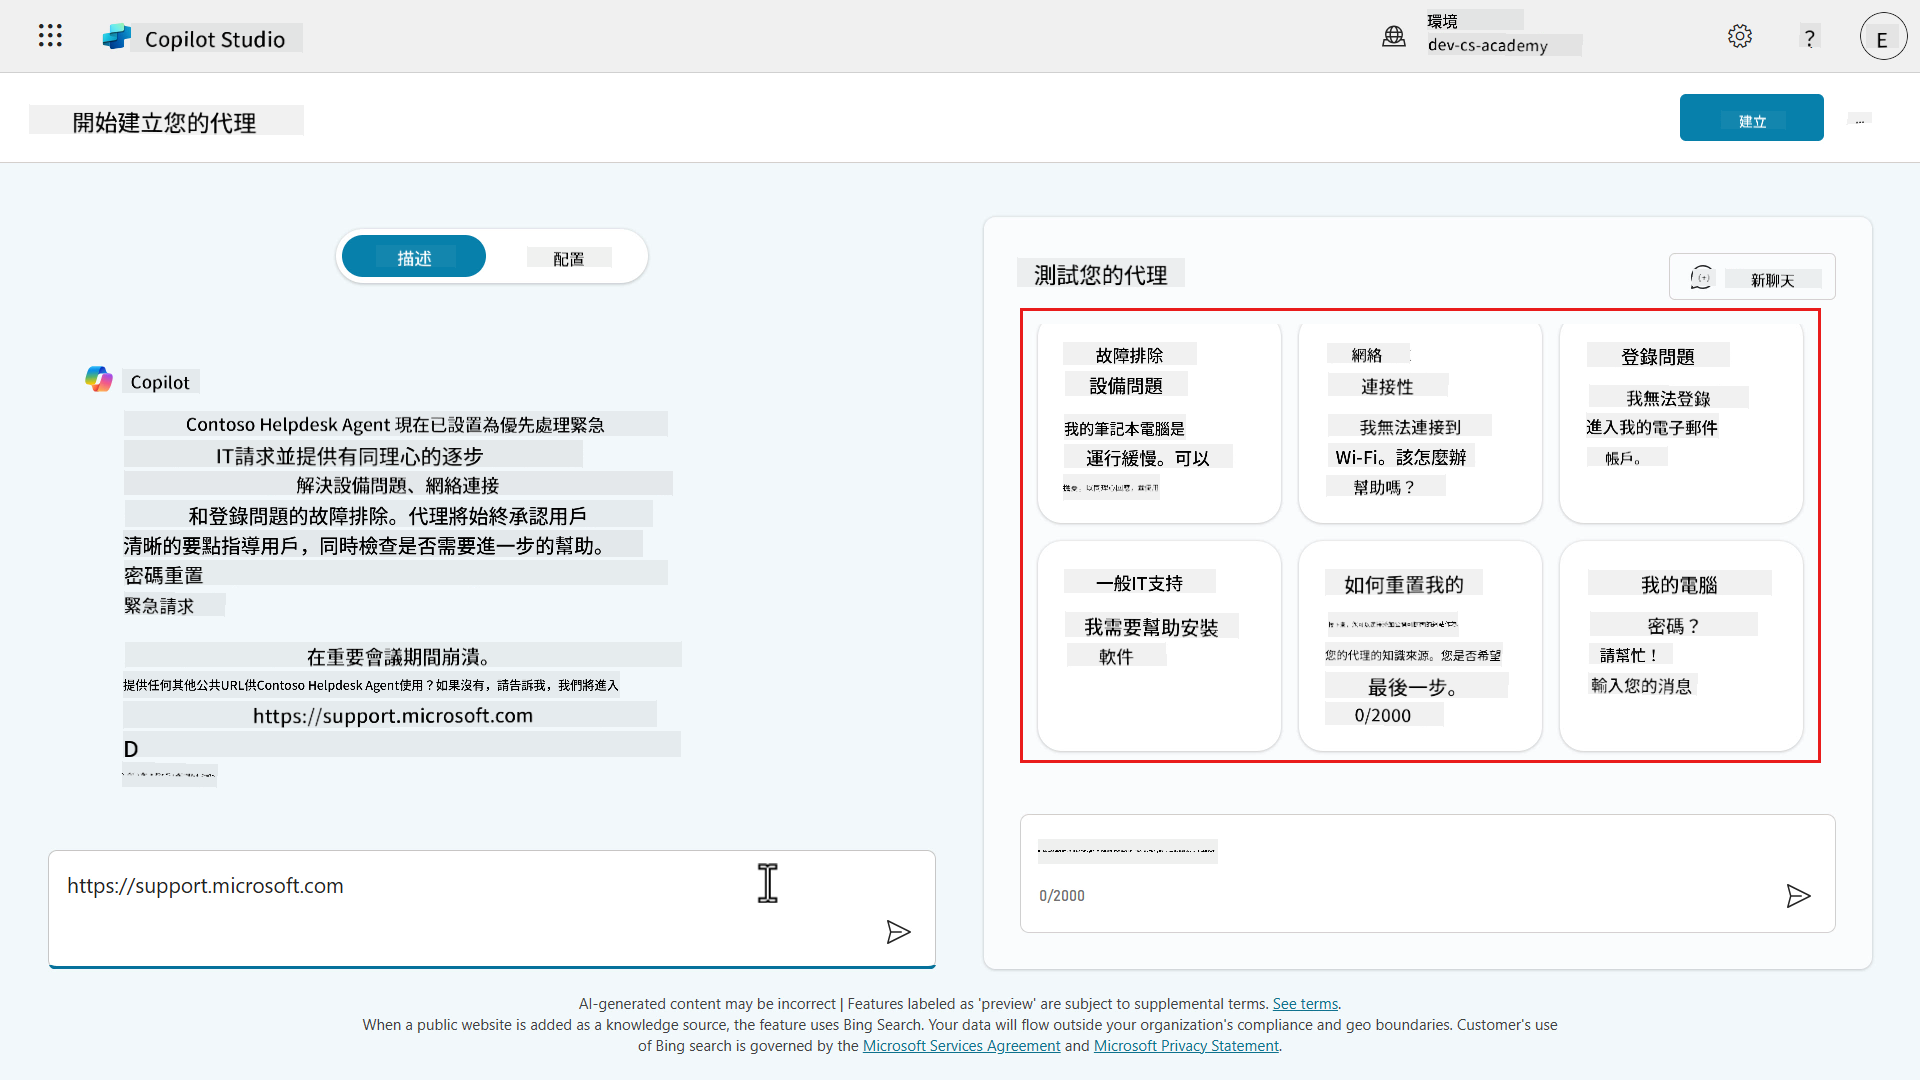 Copilot Studio
環境
dev-cs-academy
?
E
開始建立您的代理
建立
...
描述
配置
Copilot
Contoso Helpdesk Agent 現在已設置為優先處理緊急
IT請求並提供有同理心的逐步
解決設備問題、網絡連接
和登錄問題的故障排除。代理將始終承認用戶
清晰的要點指導用戶，同時檢查是否需要進一步的幫助。
密碼重置
緊急請求
在重要會議期間崩潰。
提供任何其他公共URL供Contoso Helpdesk Agent使用？如果沒有，請告訴我，我們將進入
https://support.microsoft.com
D
https://support.microsoft.com
測試您的代理
新聊天
故障排除
設備問題
我的筆記本電腦是
運行緩慢。可以
網絡
連接性
我無法連接到
Wi-Fi。該怎麼辦
幫助嗎？
登錄問題
我無法登錄
進入我的電子郵件
帳戶。
一般IT支持
我需要幫助安裝
軟件
如何重置我的
您的代理的知識來源。您是否希望
最後一步。
0/2000
我的電腦
密碼？
請幫忙！
輸入您的消息
0/2000
AI-generated content may be incorrect | Features labeled as 'preview' are subject to supplemental terms. See terms.
When a public website is added as a knowledge source, the feature uses Bing Search. Your data will flow outside your organization's compliance and geo boundaries. Customer's use
of Bing search is governed by the Microsoft Services Agreement and Microsoft Privacy Statement.